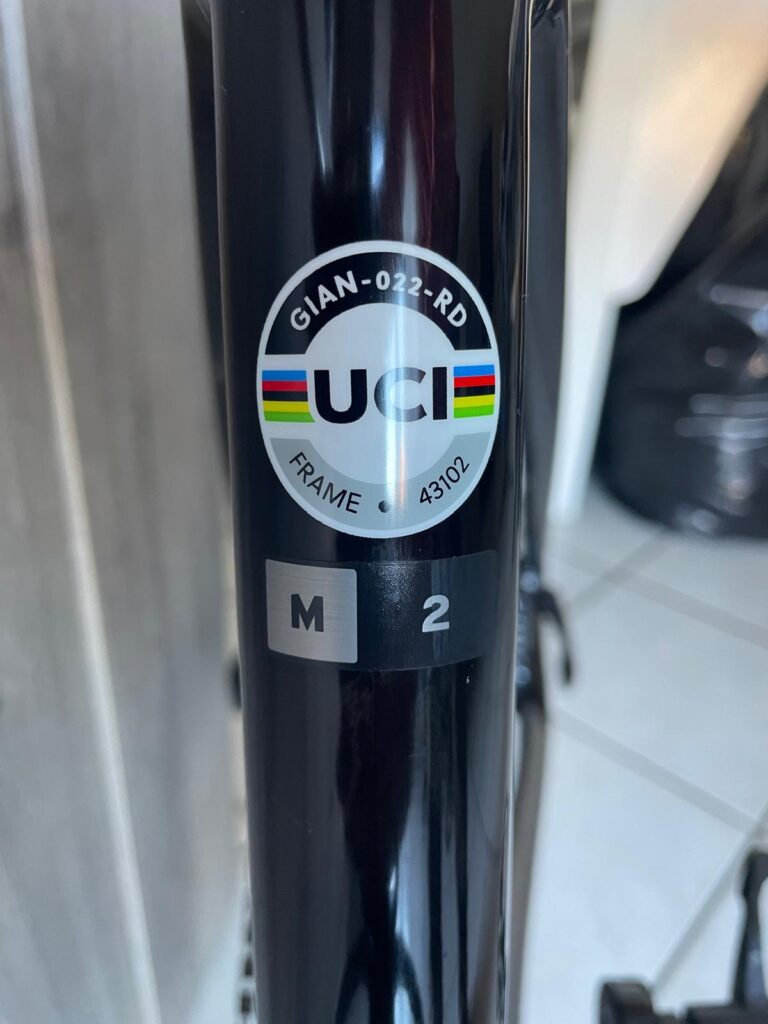 GIAN-022-RD
UCI
FRAME • 43102
M 2